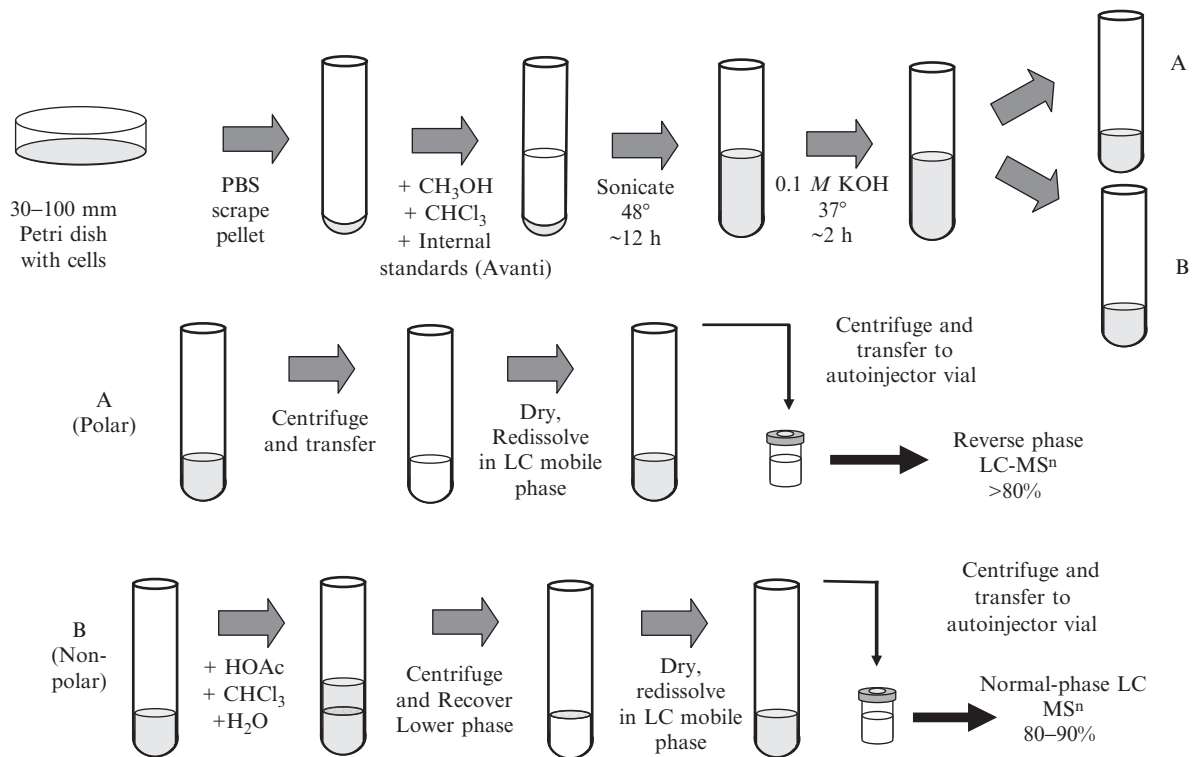 30–100 mm
Petri dish
with cells
PBS
scrape
pellet
+ CH₃OH
+ CHCl₃
+ Internal
standards (Avanti)
Sonicate
48°
~12 h
0.1 M KOH
37°
~2 h
A
B
A
(Polar)
Centrifuge
and transfer
Dry,
Redissolve
in LC mobile
phase
Centrifuge and
transfer to
autoinjector vial
Reverse phase
LC-MSⁿ
>80%
B
(Non-
polar)
+ HOAc
+ CHCl₃
+H₂O
Centrifuge
and Recover
Lower phase
Dry,
redissolve
in LC mobile
phase
Centrifuge and
transfer to
autoinjector vial
Normal-phase LC
MSⁿ
80–90%